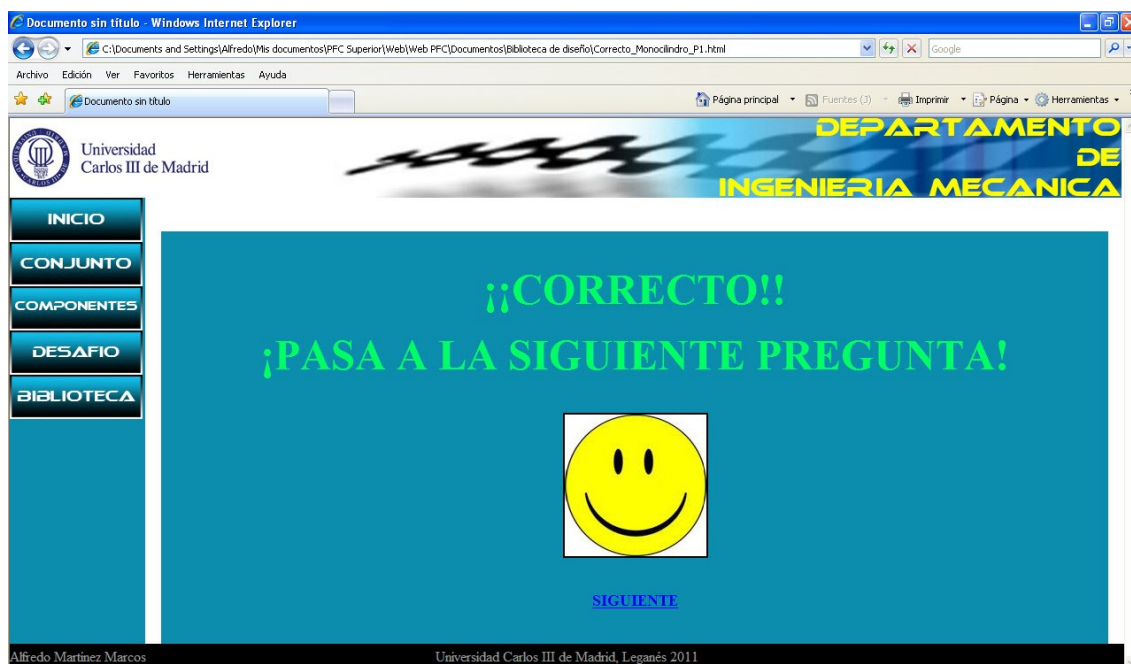 Documento sin título - Windows Internet Explorer
C:\Documents and Settings\Alfredo\Mis documentos\PFC Superior\Web\Web PFC\Documentos\Biblioteca de diseño\Correcto_Monocilindro_P1.html
Google
Archivo Edición Ver Favoritos Herramientas Ayuda
Documento sin título
Página principal Fuentes (J) Imprimir Página Herramientas
Universidad
Carlos III de Madrid
DEPARTAMENTO
DE
INGENIERIA MECANICA
INICIO
CONJUNTO
COMPONENTES
DESAFIO
BIBLIOTECA
¡¡CORRECTO!!
¡PASA A LA SIGUIENTE PREGUNTA!
SIGUIENTE
Alfredo Martinez Marcos Universidad Carlos III de Madrid, Leganés 2011